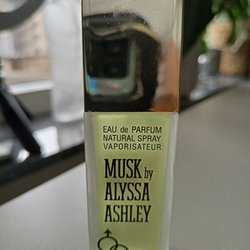 EAU de PARFUM
NATURAL SPRAY
VAPORISATEUR
MUSK by
ALYSSA
ASHLEY